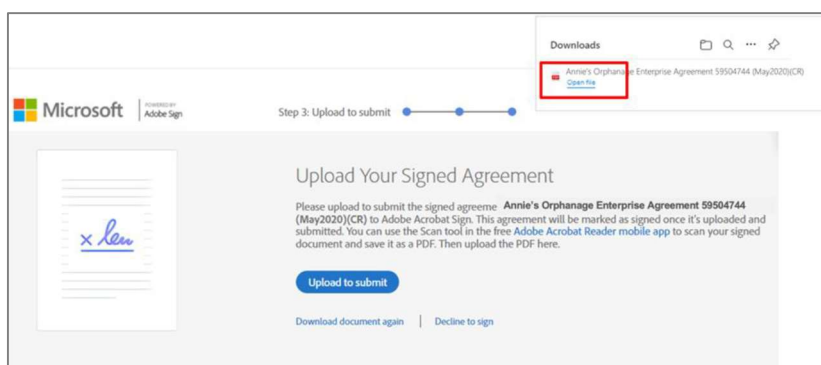 Downloads
Annie's Orphanage Enterprise Agreement 59504744 (May2020)(CR)
Open file
Microsoft
POWERED BY
Adobe Sign
Step 3: Upload to submit
Upload Your Signed Agreement
Please upload to submit the signed agreeme Annie's Orphanage Enterprise Agreement 59504744
(May2020)(CR) to Adobe Acrobat Sign. This agreement will be marked as signed once it's uploaded and
submitted. You can use the Scan tool in the free Adobe Acrobat Reader mobile app to scan your signed
document and save it as a PDF. Then upload the PDF here.
Upload to submit
Download document again | Decline to sign